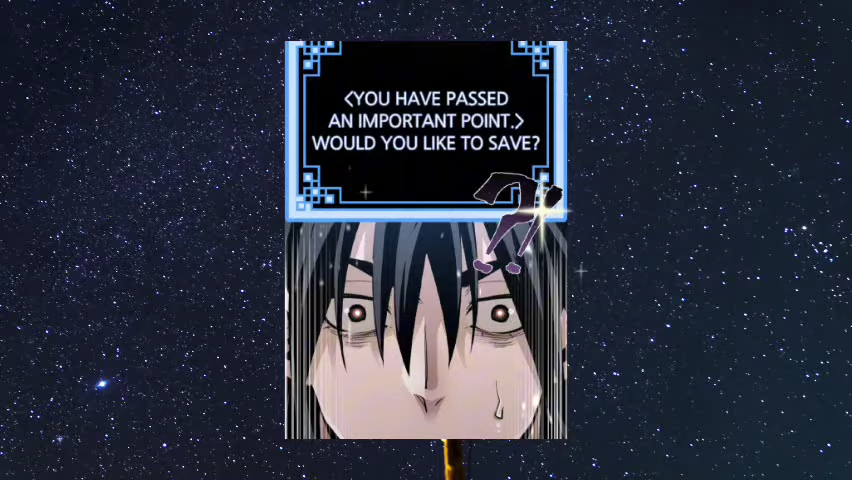 <YOU HAVE PASSED
AN IMPORTANT POINT.>
WOULD YOU LIKE TO SAVE?